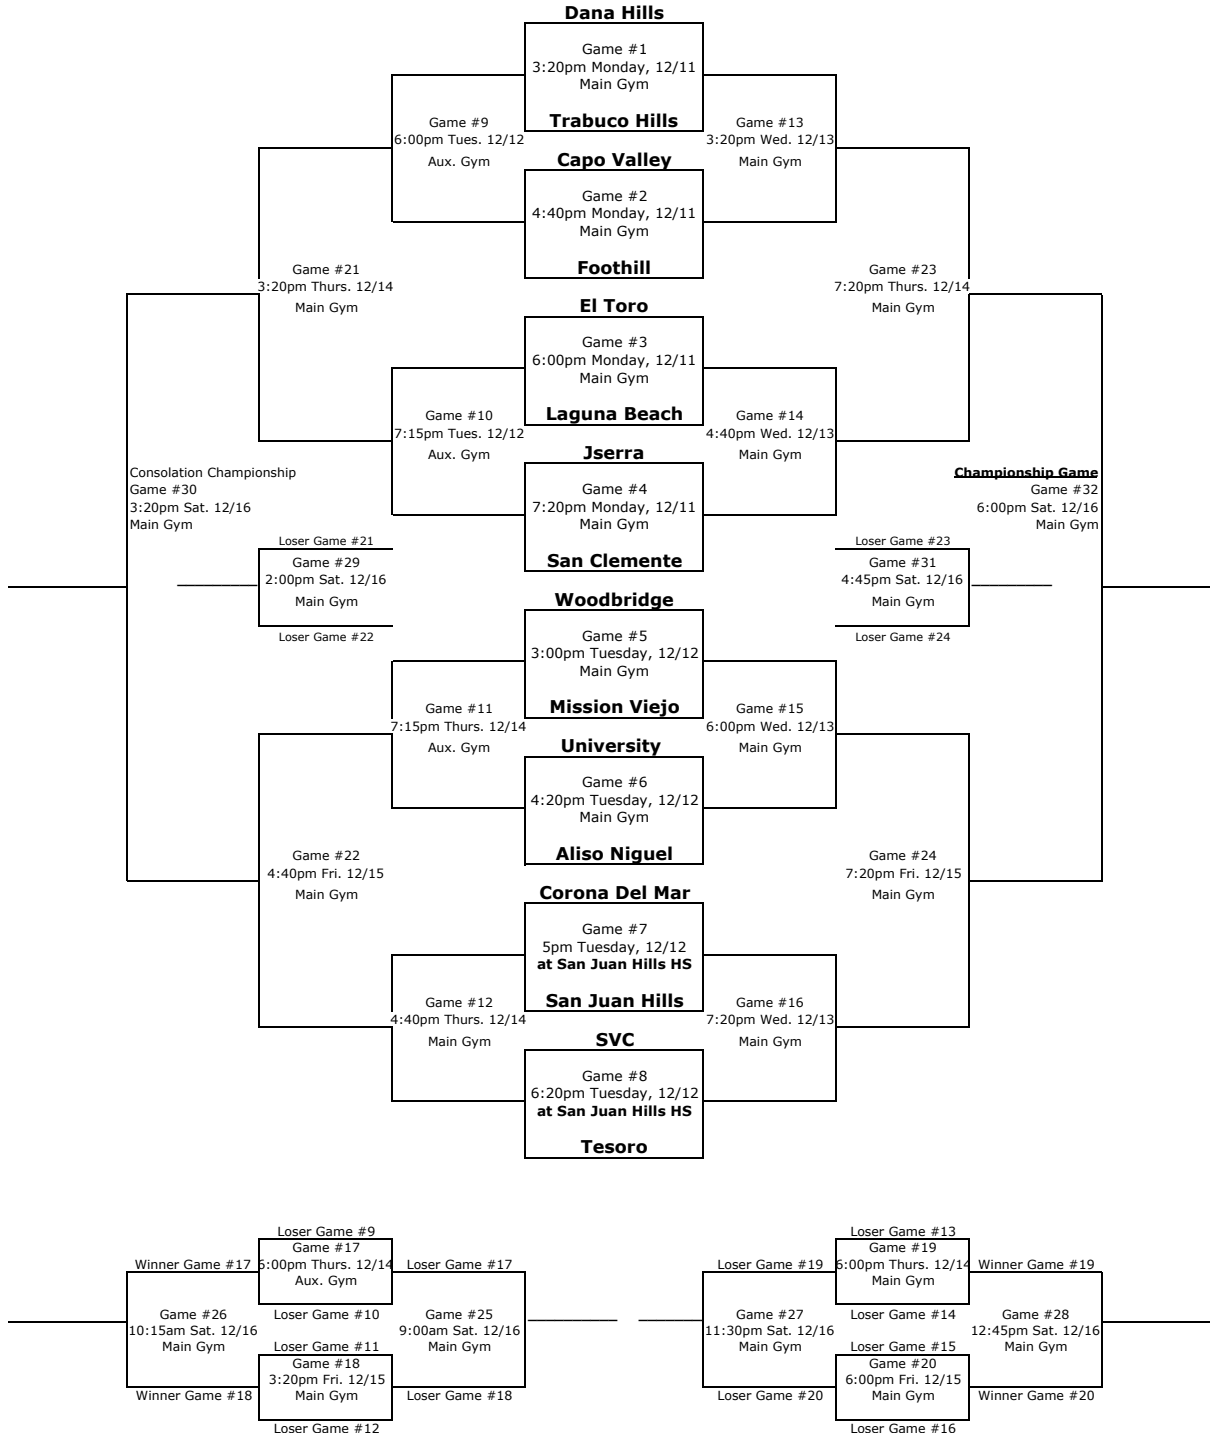 Dana Hills
Game #1
3:20pm Monday, 12/11
Main Gym
Trabuco Hills
Game #9
6:00pm Tues. 12/12
Aux. Gym
Game #13
3:20pm Wed. 12/13
Main Gym
Capo Valley
Game #2
4:40pm Monday, 12/11
Main Gym
Foothill
Game #21
3:20pm Thurs. 12/14
Main Gym
Game #23
7:20pm Thurs. 12/14
Main Gym
El Toro
Game #3
6:00pm Monday, 12/11
Main Gym
Laguna Beach
Game #10
7:15pm Tues. 12/12
Aux. Gym
Game #14
4:40pm Wed. 12/13
Main Gym
Jserra
Game #4
7:20pm Monday, 12/11
Main Gym
San Clemente
Consolation Championship
Game #30
3:20pm Sat. 12/16
Main Gym
Championship Game
Game #32
6:00pm Sat. 12/16
Main Gym
Loser Game #21
Game #29
2:00pm Sat. 12/16
Main Gym
Loser Game #22
Loser Game #23
Game #31
4:45pm Sat. 12/16
Main Gym
Loser Game #24
Woodbridge
Game #5
3:00pm Tuesday, 12/12
Main Gym
Mission Viejo
Game #11
7:15pm Thurs. 12/14
Aux. Gym
Game #15
6:00pm Wed. 12/13
Main Gym
University
Game #6
4:20pm Tuesday, 12/12
Main Gym
Aliso Niguel
Game #22
4:40pm Fri. 12/15
Main Gym
Game #24
7:20pm Fri. 12/15
Main Gym
Corona Del Mar
Game #7
5pm Tuesday, 12/12
at San Juan Hills HS
San Juan Hills
Game #12
4:40pm Thurs. 12/14
Main Gym
Game #16
7:20pm Wed. 12/13
Main Gym
SVC
Game #8
6:20pm Tuesday, 12/12
at San Juan Hills HS
Tesoro
Loser Game #9
Game #17
6:00pm Thurs. 12/14
Aux. Gym
Loser Game #10
Winner Game #17
Loser Game #17
Game #26
10:15am Sat. 12/16
Main Gym
Game #25
9:00am Sat. 12/16
Main Gym
Loser Game #11
Game #18
3:20pm Fri. 12/15
Main Gym
Loser Game #12
Winner Game #18
Loser Game #18
Loser Game #13
Game #19
6:00pm Thurs. 12/14
Main Gym
Loser Game #14
Loser Game #19
Winner Game #19
Game #27
11:30pm Sat. 12/16
Main Gym
Game #28
12:45pm Sat. 12/16
Main Gym
Loser Game #15
Game #20
6:00pm Fri. 12/15
Main Gym
Loser Game #16
Loser Game #20
Winner Game #20